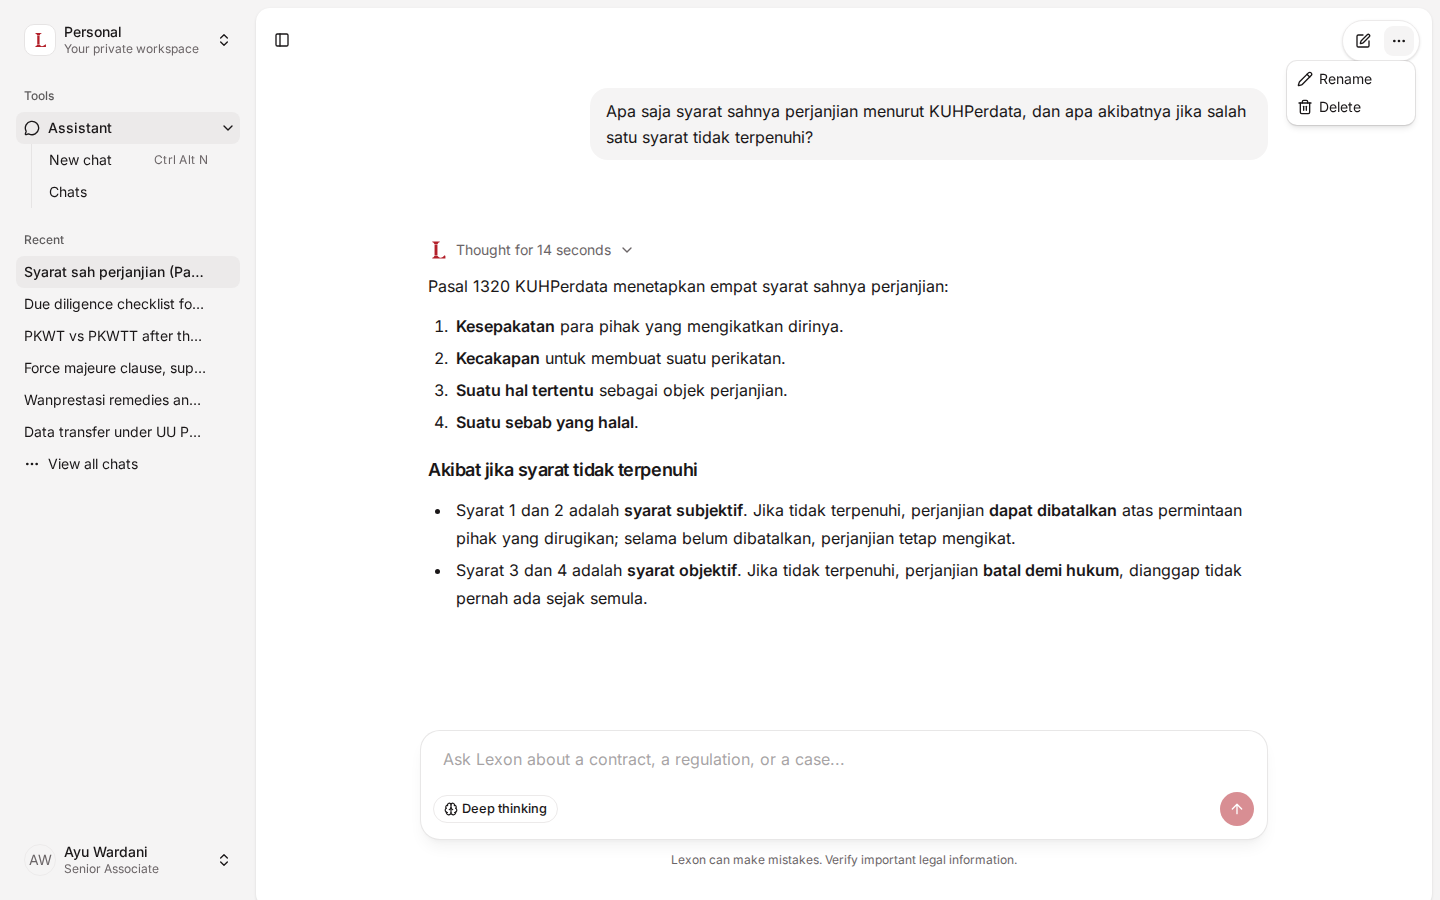 L
Personal
Your private workspace
Tools
Assistant
New chat
Ctrl Alt N
Chats
Recent
Syarat sah perjanjian (Pa...
Due diligence checklist fo...
PKWT vs PKWTT after th...
Force majeure clause, sup...
Wanprestasi remedies an...
Data transfer under UU P...
View all chats
AW
Ayu Wardani
Senior Associate
Rename
Delete
Apa saja syarat sahnya perjanjian menurut KUHPerdata, dan apa akibatnya jika salah
satu syarat tidak terpenuhi?
L
Thought for 14 seconds
Pasal 1320 KUHPerdata menetapkan empat syarat sahnya perjanjian:
1. Kesepakatan para pihak yang mengikatkan dirinya.
2. Kecakapan untuk membuat suatu perikatan.
3. Suatu hal tertentu sebagai objek perjanjian.
4. Suatu sebab yang halal.
Akibat jika syarat tidak terpenuhi
• Syarat 1 dan 2 adalah syarat subjektif. Jika tidak terpenuhi, perjanjian dapat dibatalkan atas permintaan
pihak yang dirugikan; selama belum dibatalkan, perjanjian tetap mengikat.
• Syarat 3 dan 4 adalah syarat objektif. Jika tidak terpenuhi, perjanjian batal demi hukum, dianggap tidak
pernah ada sejak semula.
Ask Lexon about a contract, a regulation, or a case...
Deep thinking
Lexon can make mistakes. Verify important legal information.